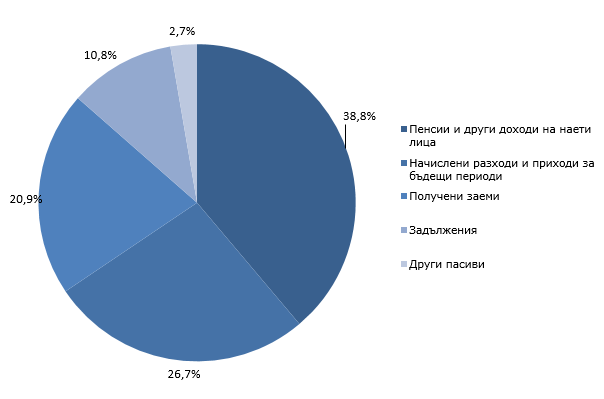 2,7%
10,8%
38,8%
20,9%
26,7%
Пенсии и други доходи на наети
лица
Начислени разходи и приходи за
бъдещи периоди
Получени заеми
Задължения
Други пасиви